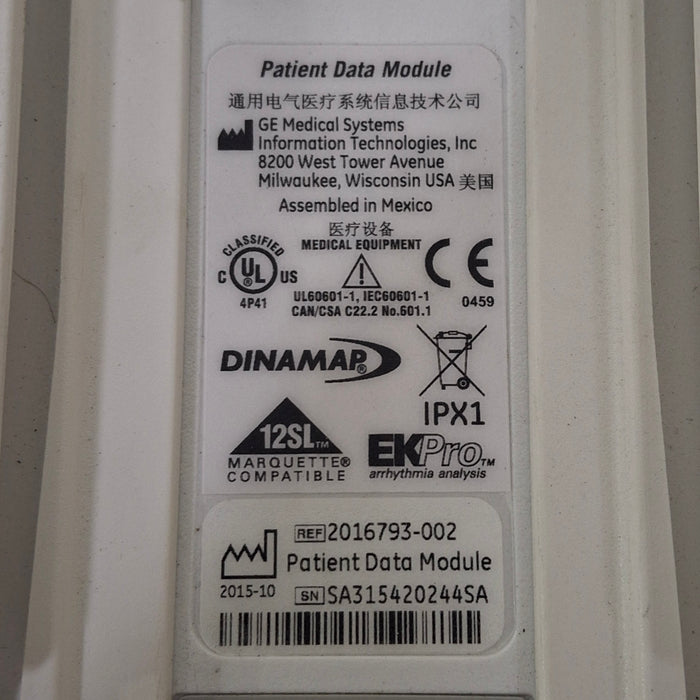 Patient Data Module
通用电气医疗系统信息技术公司
GE Medical Systems
Information Technologies, Inc
8200 West Tower Avenue
Milwaukee, Wisconsin USA 美国
Assembled in Mexico
医疗设备
MEDICAL EQUIPMENT
CLASSIFIED
C UL US
4P41
UL60601-1, IEC60601-1
CAN/CSA C22.2 No.601.1
CE
0459
DINAMAP®
IPX1
12SL™
MARQUETTE®
COMPATIBLE
EKPro™
arrhythmia analysis
REF 2016793-002
Patient Data Module
2015-10
SN SA315420244SA